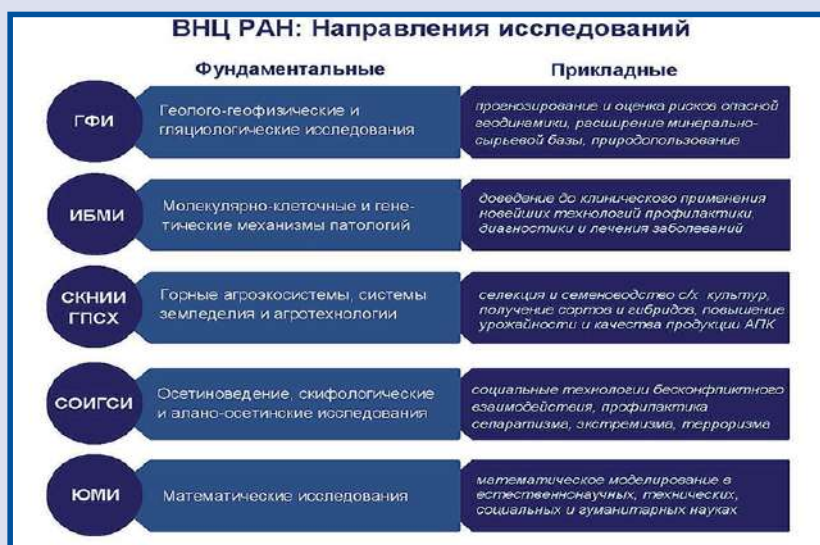 ВНЦ РАН: Направления исследований
Фундаментальные
Прикладные
ГФИ
Геолого-геофизические и
гляциологические исследования
прогнозирование и оценка рисков опасной
геодинамики, расширение минерально-
сырьевой базы, природопользование
ИБМИ
Молекулярно-клеточные и гене-
тические механизмы патологий
доведение до клинического применения
новейших технологий профилактики,
диагностики и лечения заболеваний
СКНИИ
ГПСХ
Горные агроэкосистемы, системы
земледелия и агротехнологии
селекция и семеноводство с/х культур,
получение сортов и гибридов, повышение
урожайности и качества продукции АПК
СОИГСИ
Осетиноведение, скифологические
и алано-осетинские исследования
социальные технологии бесконфликтного
взаимодействия, профилактика
сепаратизма, экстремизма, терроризма
ЮМИ
Математические исследования
математическое моделирование в
естественнонаучных, технических,
социальных и гуманитарных науках